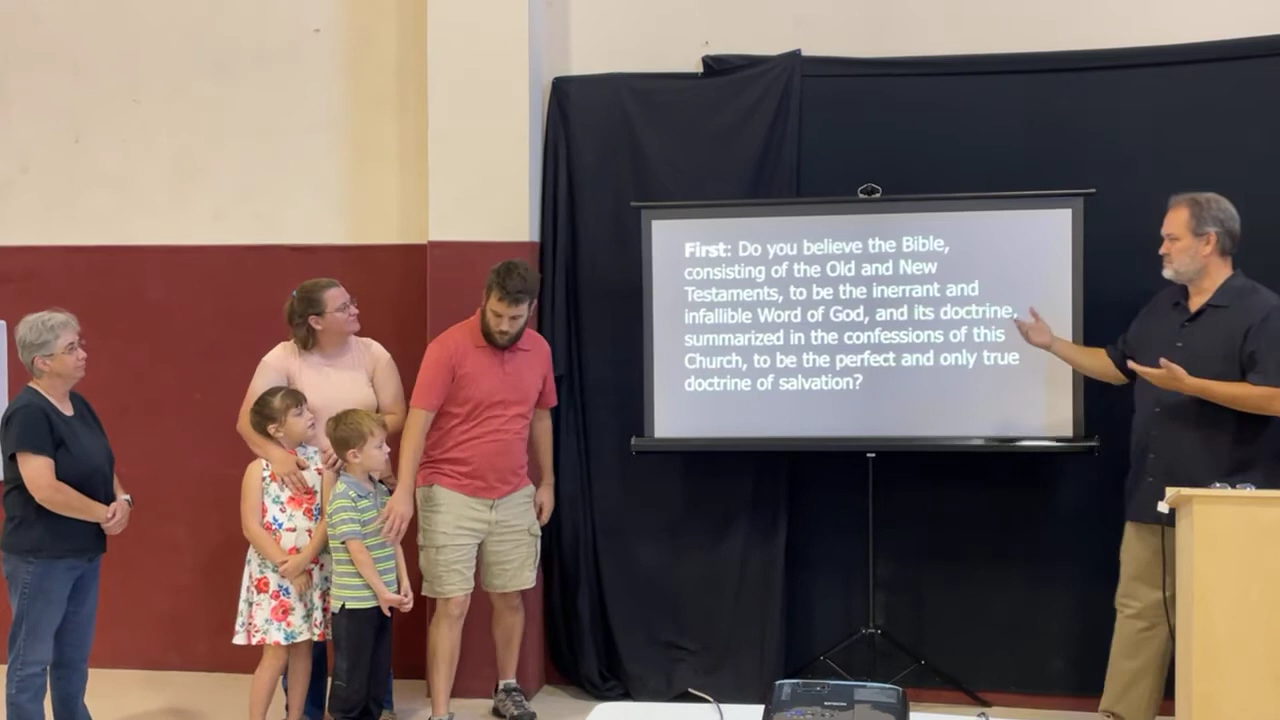 First: Do you believe the Bible,
consisting of the Old and New
Testaments, to be the inerrant and
infallible Word of God, and its doctrine,
summarized in the confessions of this
Church, to be the perfect and only true
doctrine of salvation?
EPSON